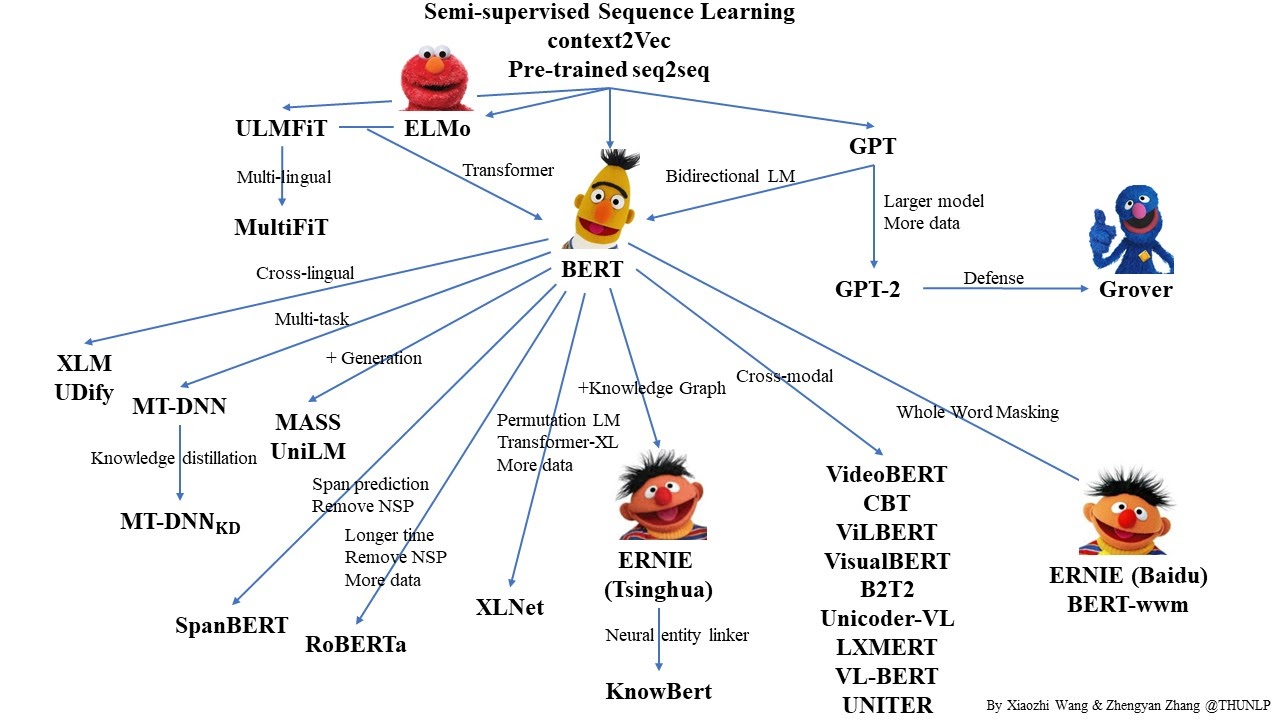 Semi-supervised Sequence Learning
context2Vec
Pre-trained seq2seq
ULMFiT
ELMo
GPT
Multi-lingual
Transformer
Bidirectional LM
Larger model
More data
MultiFiT
BERT
GPT-2
Defense
Grover
Cross-lingual
Multi-task
+ Generation
+Knowledge Graph
Cross-modal
Whole Word Masking
XLM
UDify
MT-DNN
MASS
UniLM
Permutation LM
Transformer-XL
More data
Knowledge distillation
Span prediction
Remove NSP
MT-DNNKD
Longer time
Remove NSP
More data
SpanBERT
RoBERTa
XLNet
ERNIE
(Tsinghua)
Neural entity linker
KnowBert
VideoBERT
CBT
ViLBERT
VisualBERT
B2T2
Unicoder-VL
LXMERT
VL-BERT
UNITER
ERNIE (Baidu)
BERT-wwm
By Xiaozhi Wang & Zhengyan Zhang @THUNLP